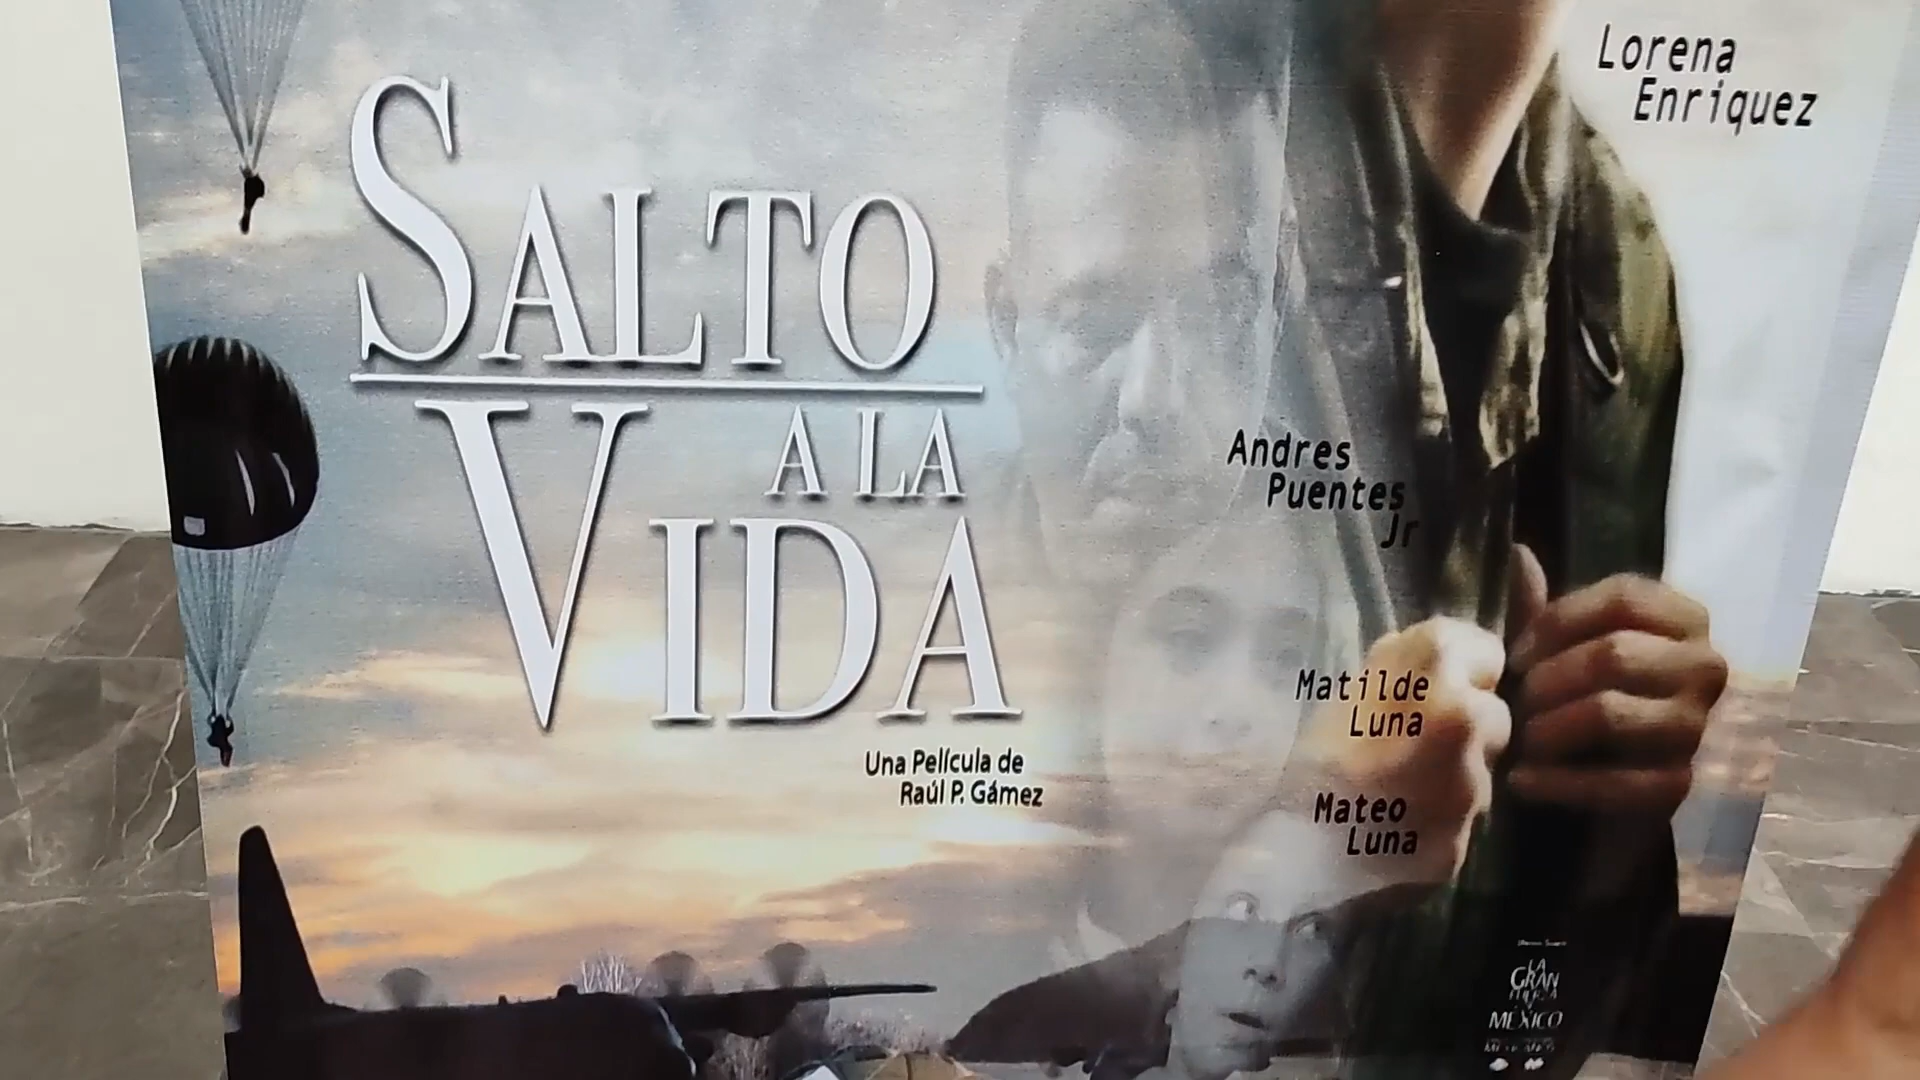 SALTO
A LA
VIDA
Una Película de
Raúl P. Gámez
Lorena
Enriquez
Andres
Puentes
Jr
Matilde
Luna
Mateo
Luna
LA
GRAN
FUERZA
MÉXICO